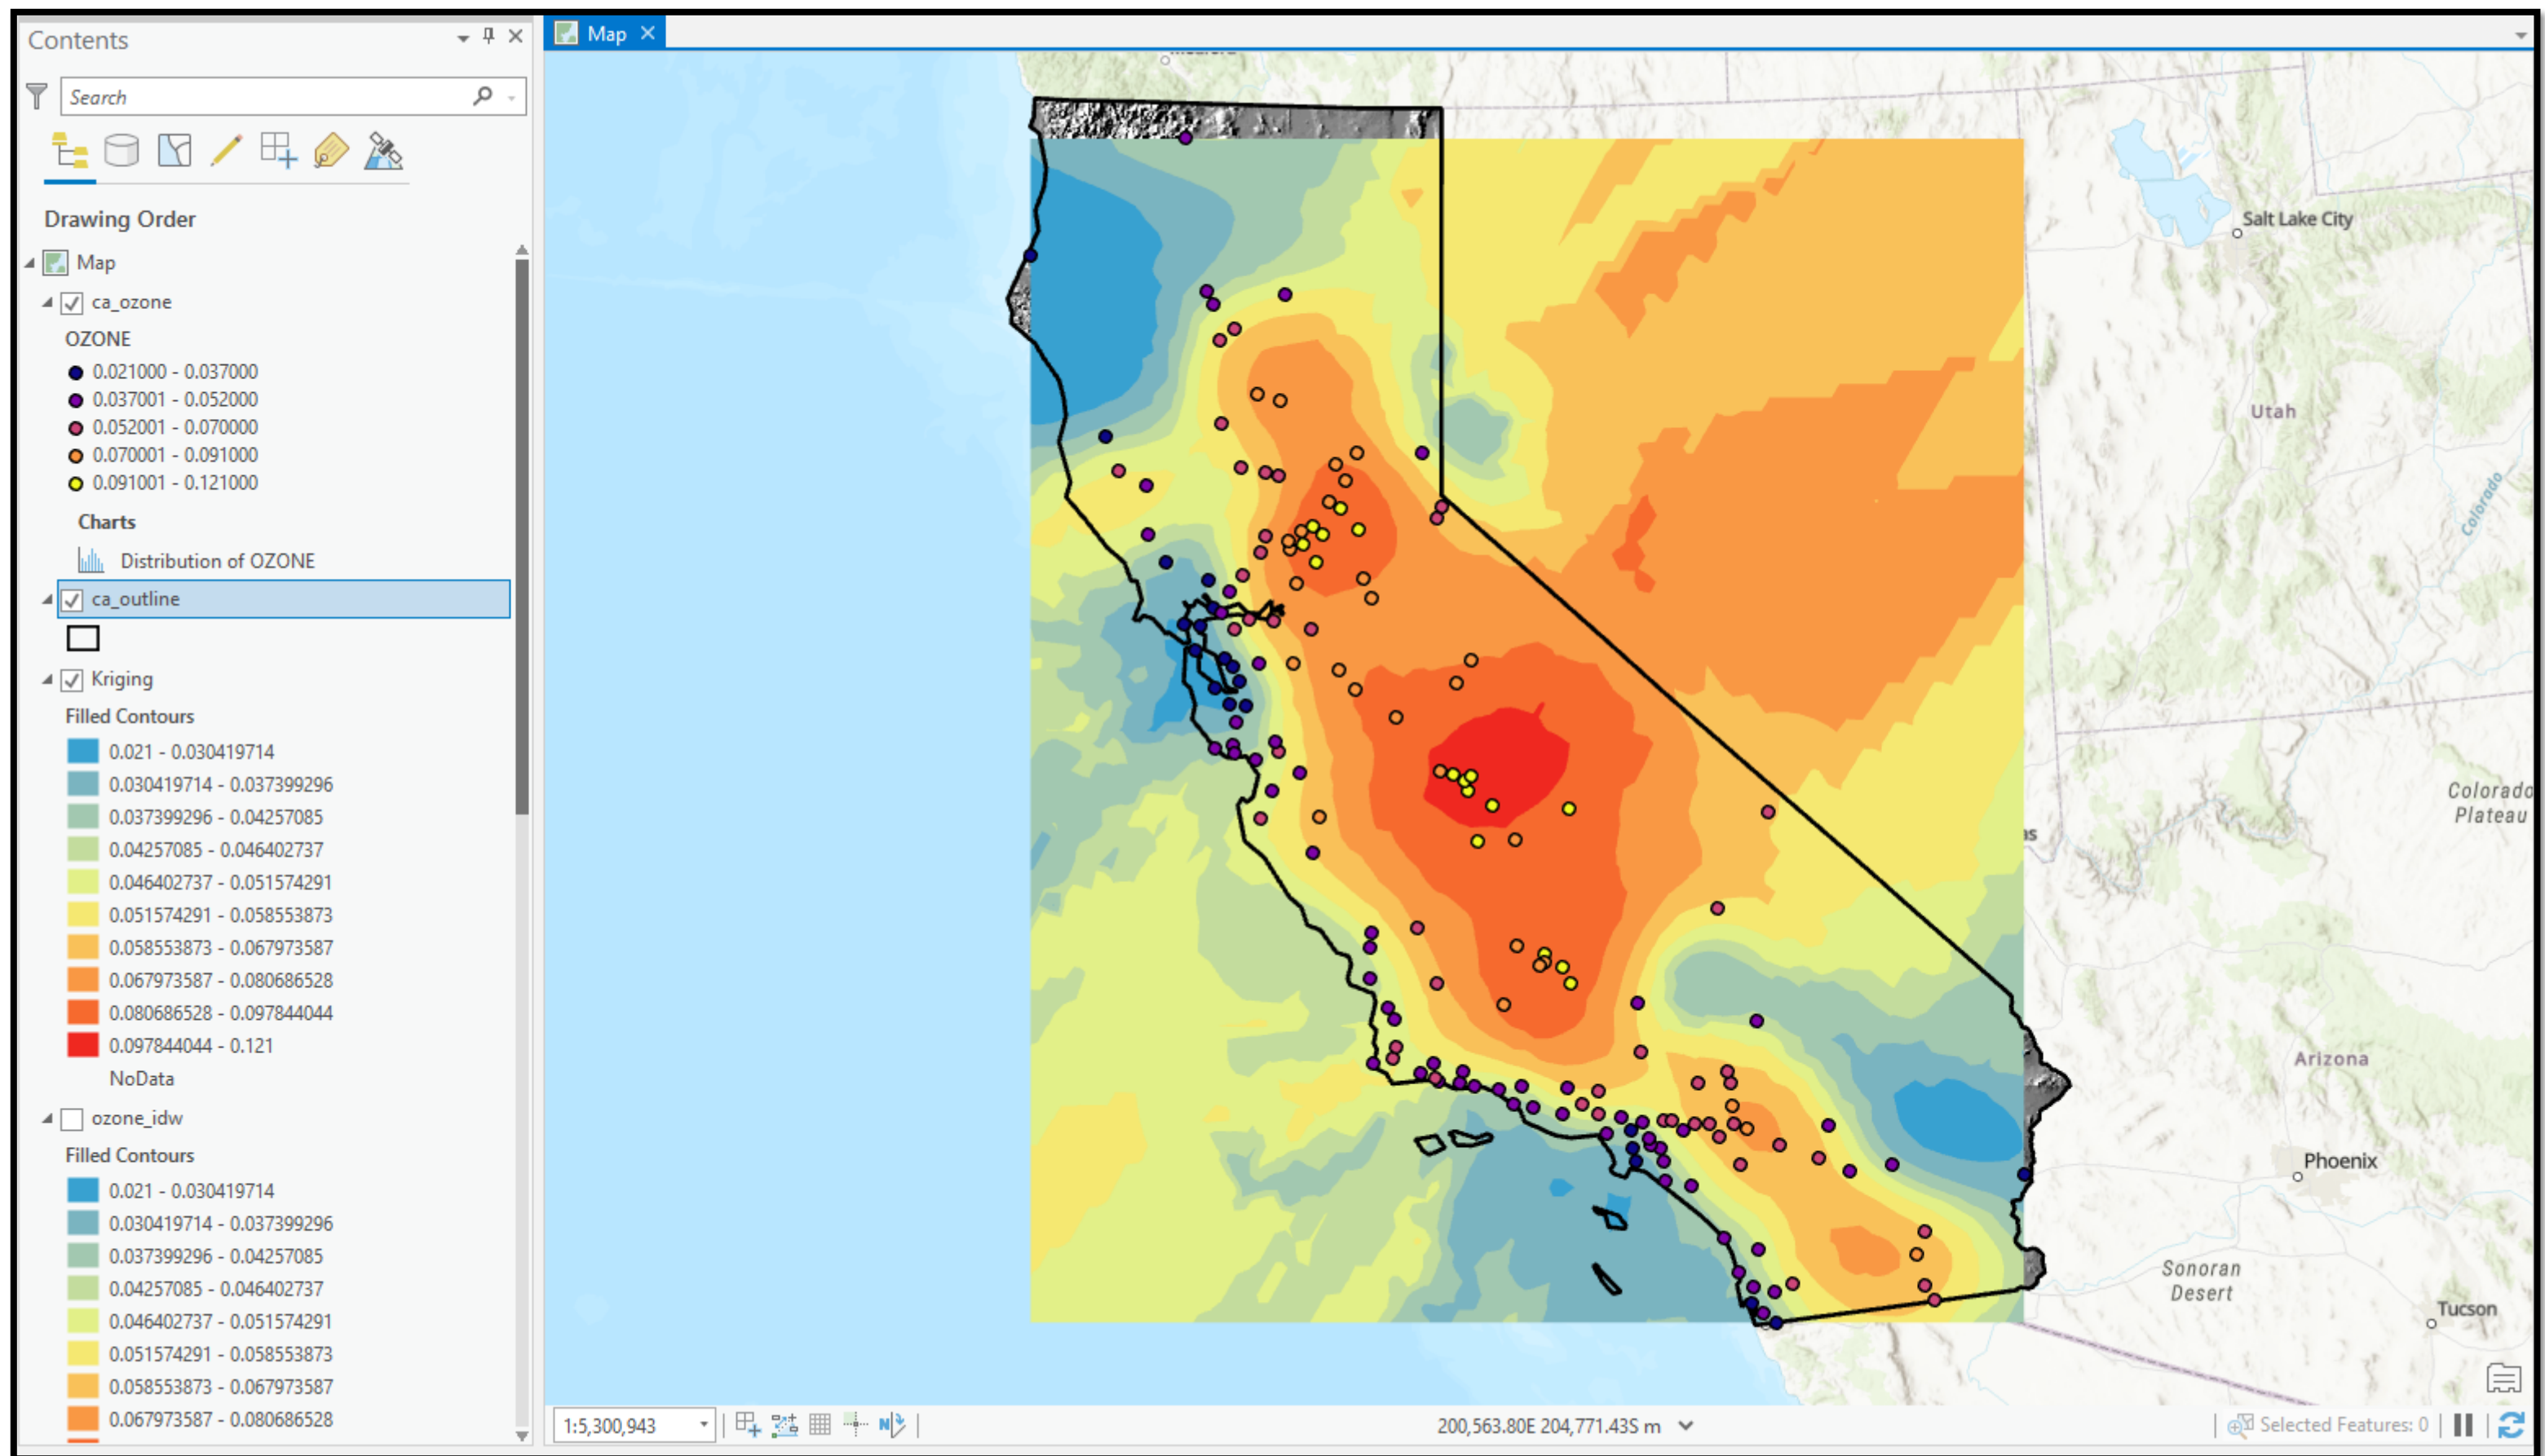 Contents
Search
Drawing Order
Map
ca_ozone
OZONE
0.021000 - 0.037000
0.037001 - 0.052000
0.052001 - 0.070000
0.070001 - 0.091000
0.091001 - 0.121000
Charts
Distribution of OZONE
ca_outline
Kriging
Filled Contours
0.021 - 0.030419714
0.030419714 - 0.037399296
0.037399296 - 0.04257085
0.04257085 - 0.046402737
0.046402737 - 0.051574291
0.051574291 - 0.058553873
0.058553873 - 0.067973587
0.067973587 - 0.080686528
0.080686528 - 0.097844044
0.097844044 - 0.121
NoData
ozone_idw
Filled Contours
0.021 - 0.030419714
0.030419714 - 0.037399296
0.037399296 - 0.04257085
0.04257085 - 0.046402737
0.046402737 - 0.051574291
0.051574291 - 0.058553873
0.058553873 - 0.067973587
0.067973587 - 0.080686528
Map
Salt Lake City
Utah
Colorado
Colorado
Plateau
as
Arizona
Phoenix
Sonoran
Desert
Tucson
1:5,300,943
N
200,563.80E 204,771.43S m
Selected Features: 0